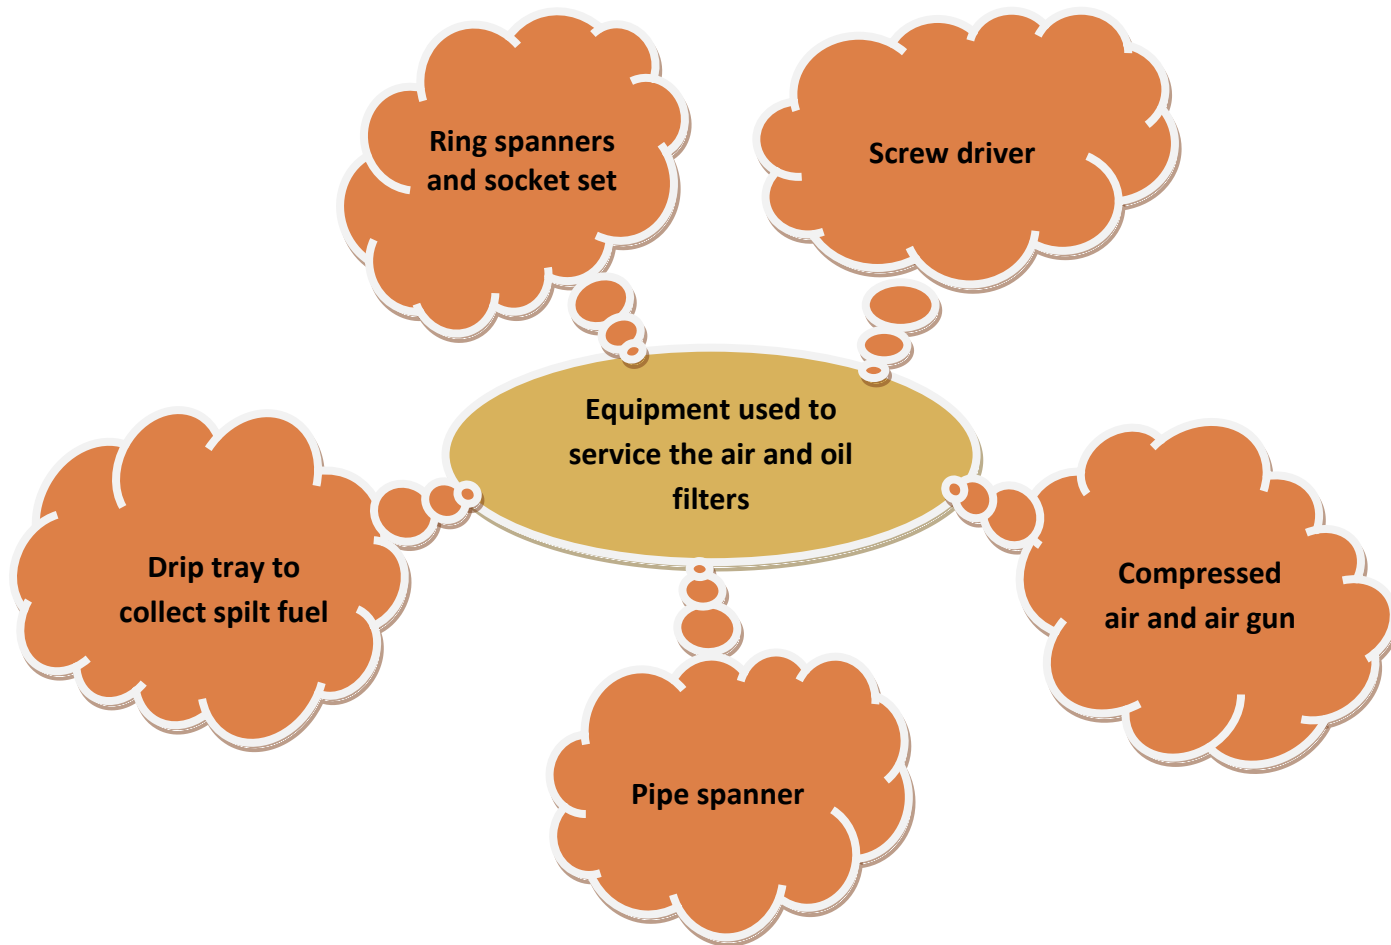 Ring spanners
and socket set
Screw driver
Equipment used to
service the air and oil
filters
Drip tray to
collect spilt fuel
Compressed
air and air gun
Pipe spanner